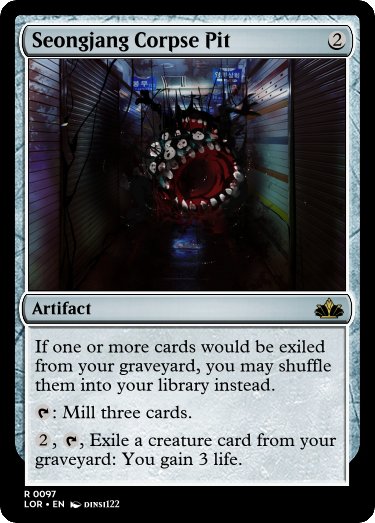 Seongjang Corpse Pit 2
Artifact
If one or more cards would be exiled
from your graveyard, you may shuffle
them into your library instead.
: Mill three cards.
2, , Exile a creature card from your
graveyard: You gain 3 life.
R 0097
LOR • EN DINSI122